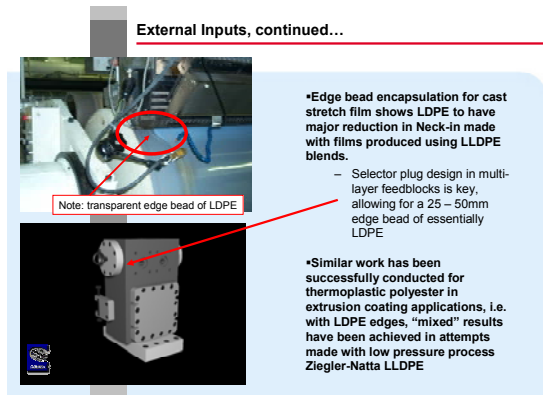 External Inputs, continued…
▪Edge bead encapsulation for cast
stretch film shows LDPE to have
major reduction in Neck-in made
with films produced using LLDPE
blends.
– Selector plug design in multi-
layer feedblocks is key,
allowing for a 25 – 50mm
edge bead of essentially
LDPE
Note: transparent edge bead of LDPE
▪Similar work has been
successfully conducted for
thermoplastic polyester in
extrusion coating applications, i.e.
with LDPE edges, “mixed” results
have been achieved in attempts
made with low pressure process
Ziegler-Natta LLDPE